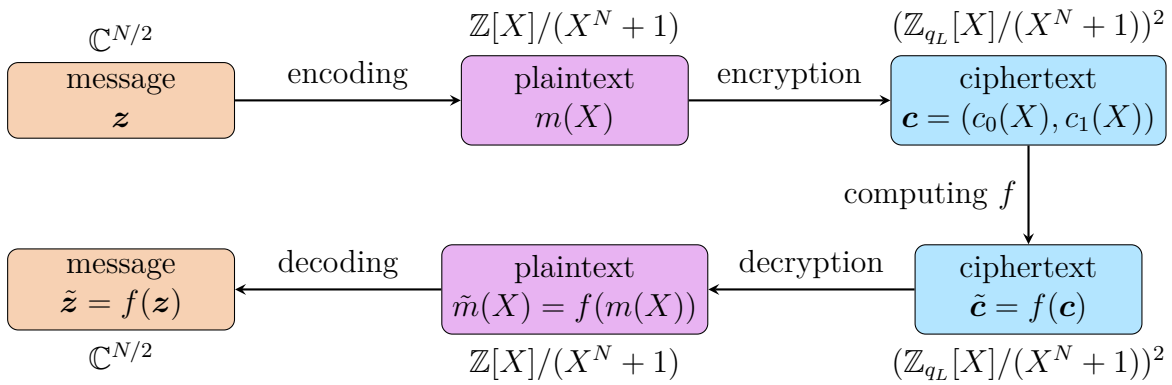 ℂ^{N/2}
ℤ[X]/(X^N + 1)
(ℤ_{q_L}[X]/(X^N + 1))^2
message
z
encoding
plaintext
m(X)
encryption
ciphertext
c = (c_0(X), c_1(X))
computing f
message
z̃ = f(z)
decoding
plaintext
m̃(X) = f(m(X))
decryption
ciphertext
c̃ = f(c)
ℂ^{N/2}
ℤ[X]/(X^N + 1)
(ℤ_{q_L}[X]/(X^N + 1))^2